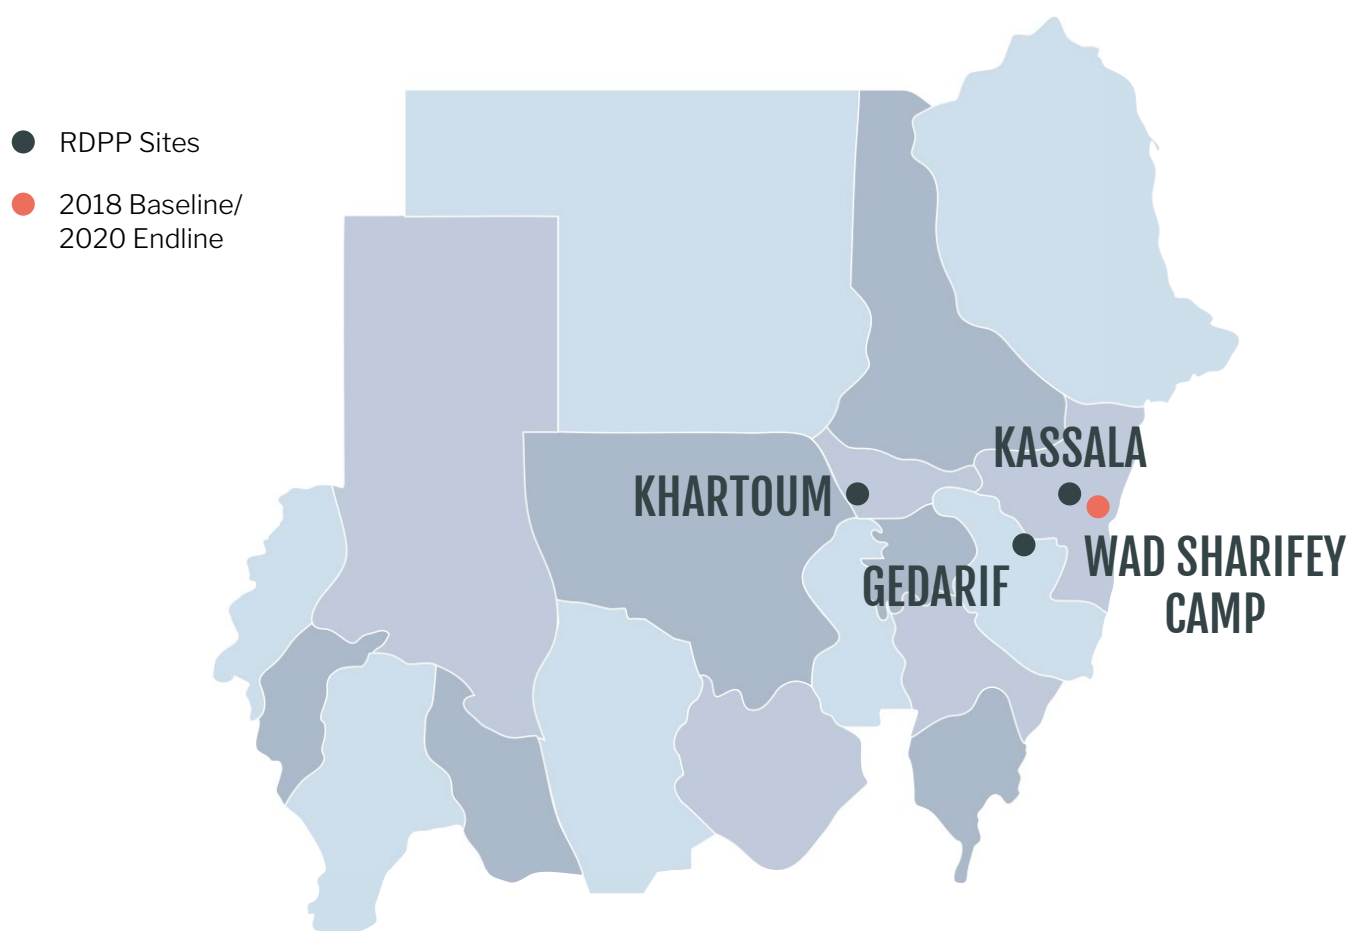 RDPP Sites
2018 Baseline/
2020 Endline
KASSALA
KHARTOUM
WAD SHARIFEY
CAMP
GEDARIF